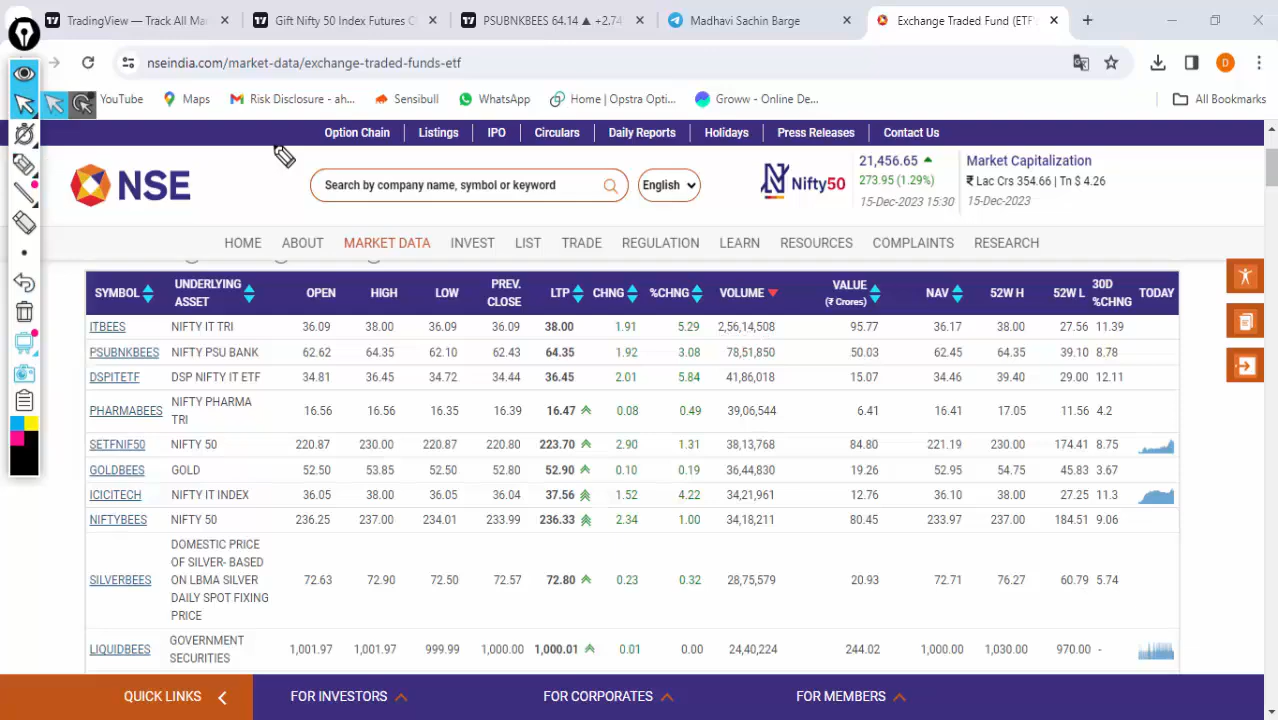 TradingView — Track All Ma
Gift Nifty 50 Index Futures C
PSUBNKBEES 64.14 ▲ +2.74
Madhavi Sachin Barge
Exchange Traded Fund (ETF
nseindia.com/market-data/exchange-traded-funds-etf
YouTube
Maps
Risk Disclosure - ah...
Sensibull
WhatsApp
Home | Opstra Opti...
Groww - Online De...
All Bookmarks
Option Chain
Listings
IPO
Circulars
Daily Reports
Holidays
Press Releases
Contact Us
NSE
Search by company name, symbol or keyword
English
Nifty50
21,456.65
273.95 (1.29%)
15-Dec-2023 15:30
Market Capitalization
₹ Lac Crs 354.66 | Tn $ 4.26
15-Dec-2023
HOME ABOUT MARKET DATA INVEST LIST TRADE REGULATION LEARN RESOURCES COMPLAINTS RESEARCH
SYMBOL
UNDERLYING
ASSET
OPEN
HIGH
LOW
PREV.
CLOSE
LTP
CHNG
%CHNG
VOLUME
VALUE
(₹ Crores)
NAV
52W H
52W L
30D
%CHNG
TODAY
ITBEES NIFTY IT TRI 36.09 38.00 36.09 36.09 38.00 1.91 5.29 2,56,14,508 95.77 36.17 38.00 27.56 11.39
PSUBNKBEES NIFTY PSU BANK 62.62 64.35 62.10 62.43 64.35 1.92 3.08 78,51,850 50.03 62.45 64.35 39.10 8.78
DSPITETF DSP NIFTY IT ETF 34.81 36.45 34.72 34.44 36.45 2.01 5.84 41,86,018 15.07 34.46 39.40 29.00 12.11
PHARMABEES NIFTY PHARMA
TRI 16.56 16.56 16.35 16.39 16.47 0.08 0.49 39,06,544 6.41 16.41 17.05 11.56 4.2
SETFNIF50 NIFTY 50 220.87 230.00 220.87 220.80 223.70 2.90 1.31 38,13,768 84.80 221.19 230.00 174.41 8.75
GOLDBEES GOLD 52.50 53.85 52.50 52.80 52.90 0.10 0.19 36,44,830 19.26 52.95 54.75 45.83 3.67
ICICITECH NIFTY IT INDEX 36.05 38.00 36.05 36.04 37.56 1.52 4.22 34,21,961 12.76 36.10 38.00 27.25 11.3
NIFTYBEES NIFTY 50 236.25 237.00 234.01 233.99 236.33 2.34 1.00 34,18,211 80.45 233.97 237.00 184.51 9.06
SILVERBEES DOMESTIC PRICE
OF SILVER- BASED
ON LBMA SILVER
DAILY SPOT FIXING
PRICE 72.63 72.90 72.50 72.57 72.80 0.23 0.32 28,75,579 20.93 72.71 76.27 60.79 5.74
LIQUIDBEES GOVERNMENT
SECURITIES 1,001.97 1,001.97 999.99 1,000.00 1,000.01 0.01 0.00 24,40,224 244.02 1,000.00 1,030.00 970.00 -
QUICK LINKS
FOR INVESTORS
FOR CORPORATES
FOR MEMBERS